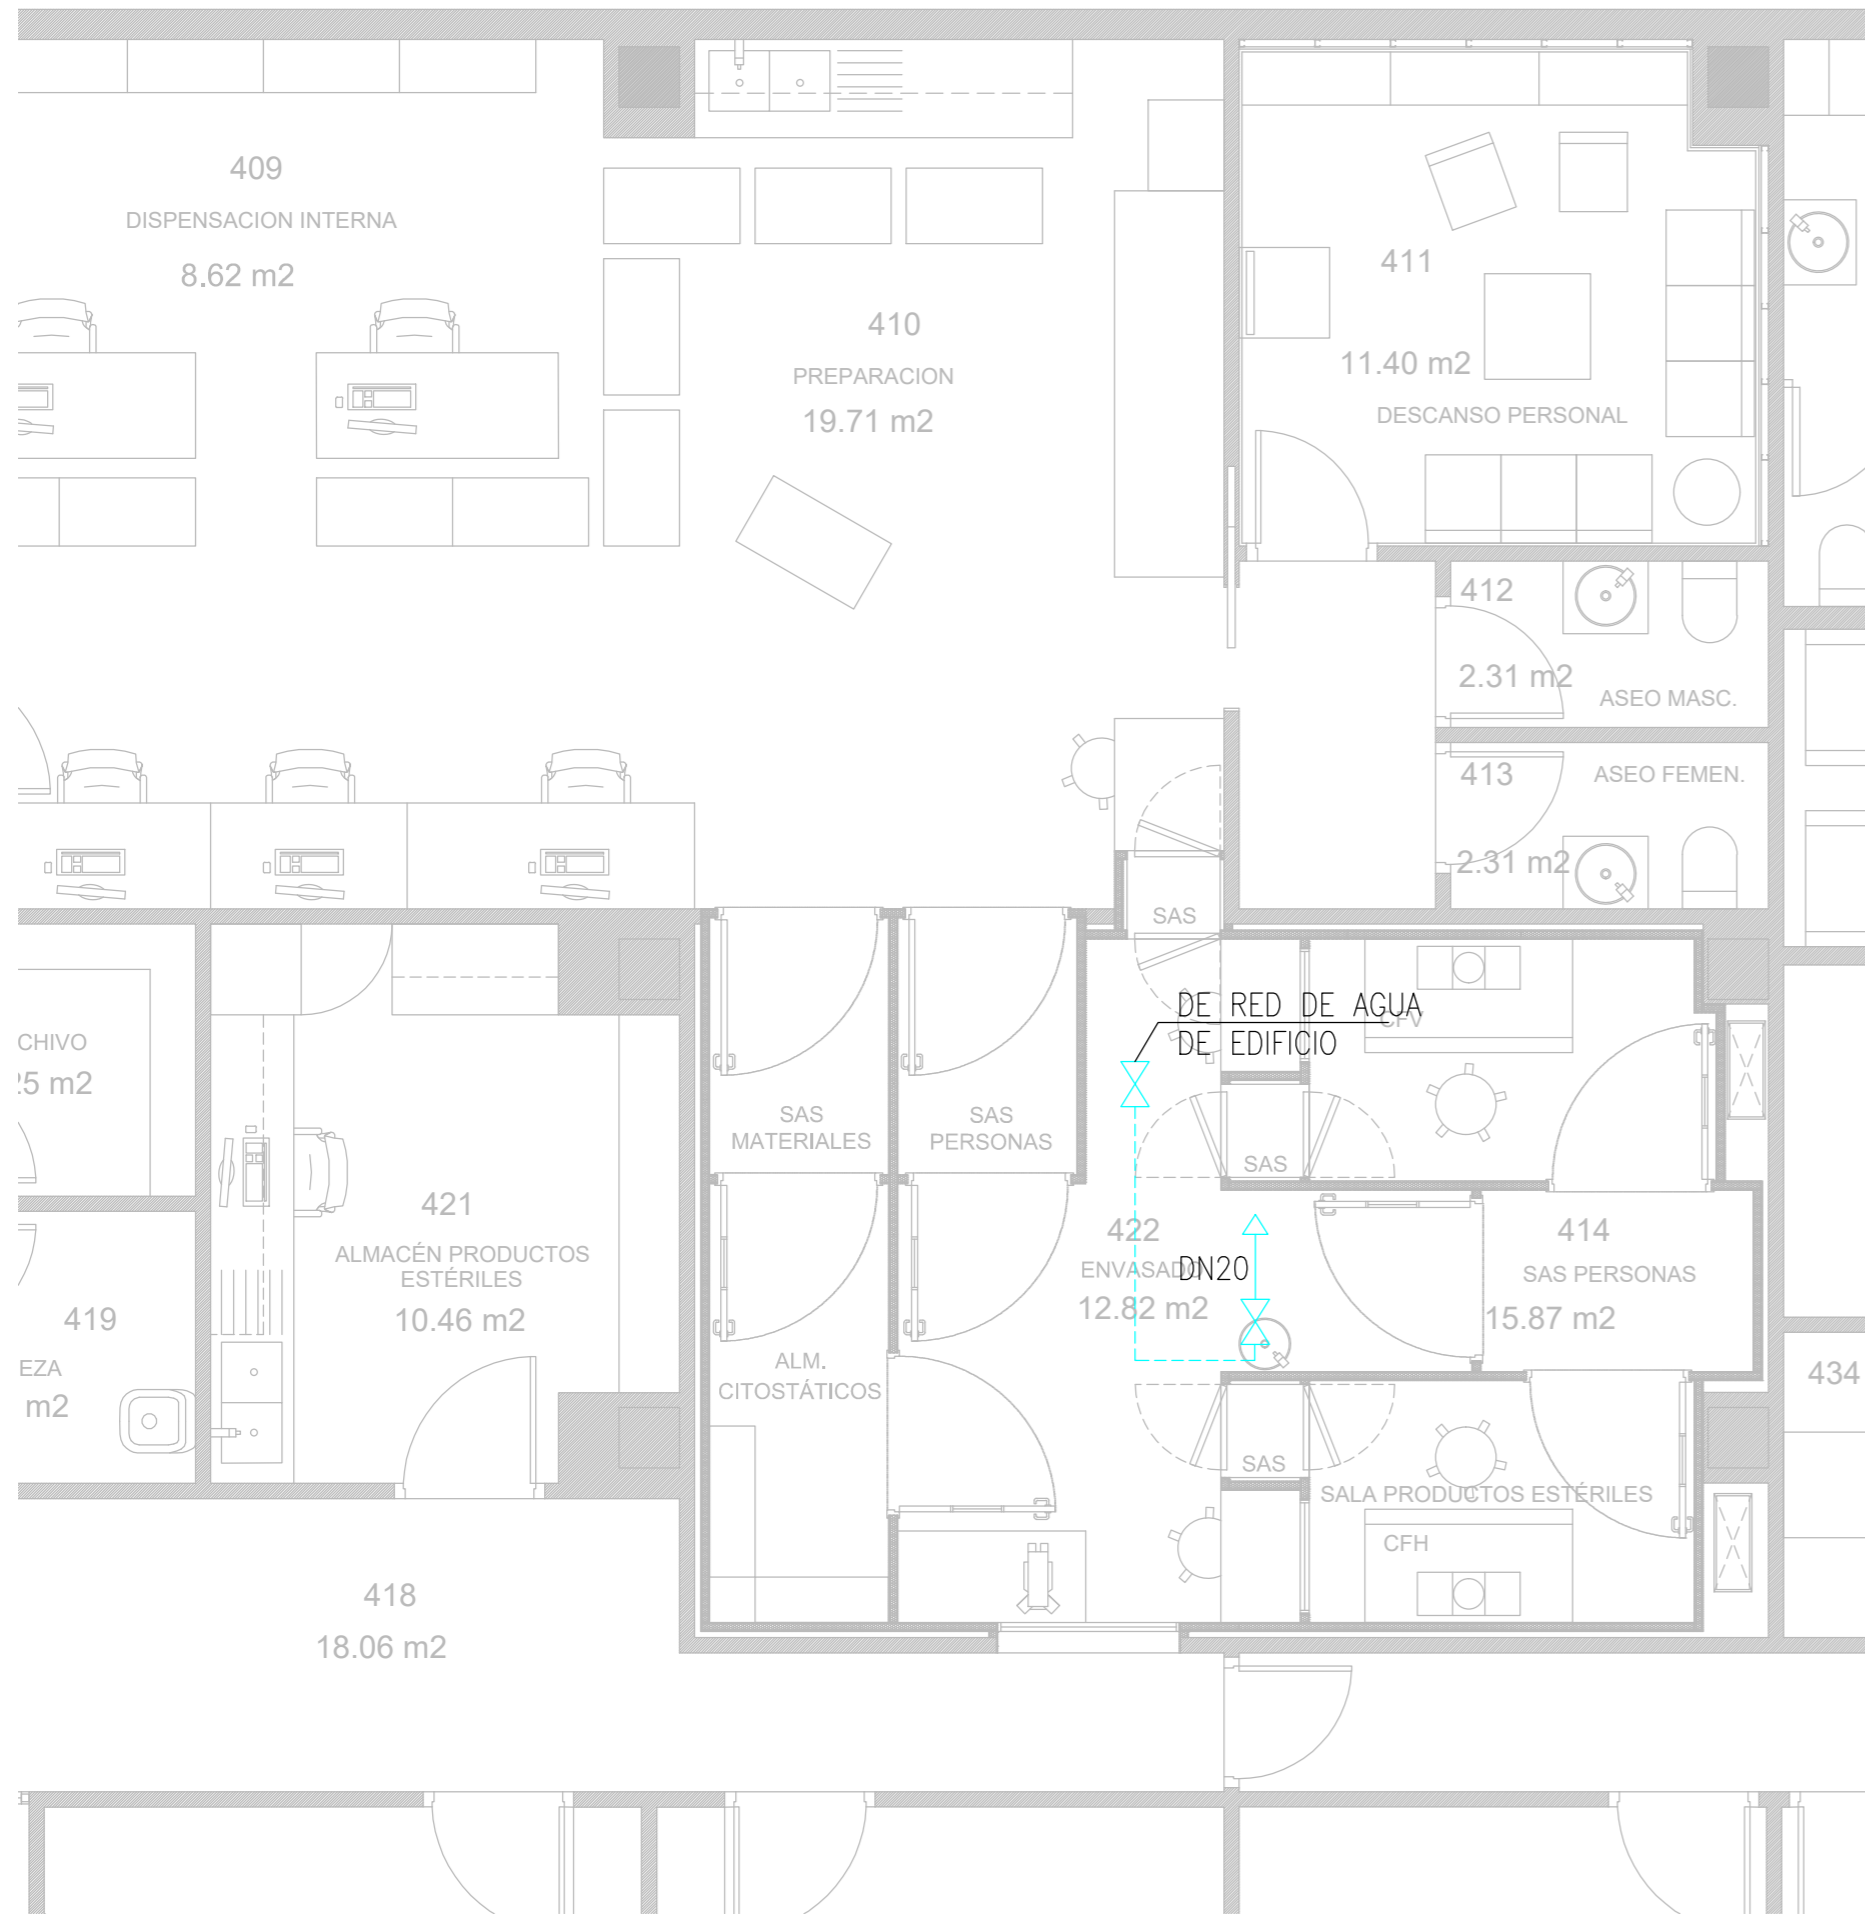 409
DISPENSACION INTERNA
8.62 m2
410
PREPARACION
19.71 m2
411
11.40 m2
DESCANSO PERSONAL
412
2.31 m2
ASEO MASC.
413
ASEO FEMEN.
2.31 m2
SAS
DE RED DE AGUA
DE EDIFICIO
CFV
CHIVO
25 m2
SAS
MATERIALES
SAS
PERSONAS
SAS
421
ALMACÉN PRODUCTOS
ESTÉRILES
10.46 m2
422
ENVASADO
12.82 m2
DN20
414
SAS PERSONAS
15.87 m2
419
EZA
m2
ALM.
CITOSTÁTICOS
434
SAS
SALA PRODUCTOS ESTÉRILES
CFH
418
18.06 m2